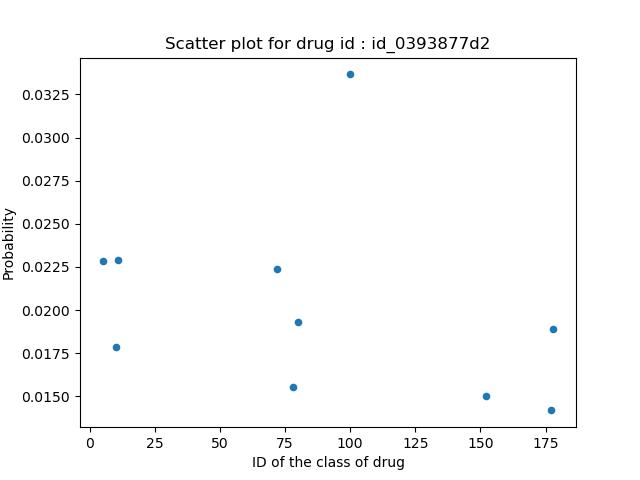 Scatter plot for drug id : id_0393877d2
0.0325
0.0300
0.0275
0.0250
0.0225
0.0200
0.0175
0.0150
Probability
0 25 50 75 100 125 150 175
ID of the class of drug